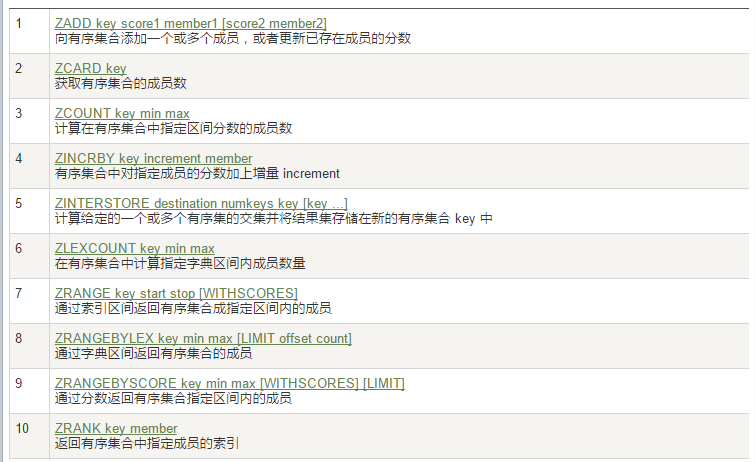 1
ZADD key score1 member1 [score2 member2]
向有序集合添加一个或多个成员，或者更新已存在成员的分数
2
ZCARD key
获取有序集合的成员数
3
ZCOUNT key min max
计算在有序集合中指定区间分数的成员数
4
ZINCRBY key increment member
有序集合中对指定成员的分数加上增量 increment
5
ZINTERSTORE destination numkeys key [key ...]
计算给定的一个或多个有序集的交集并将结果集存储在新的有序集合 key 中
6
ZLEXCOUNT key min max
在有序集合中计算指定字典区间内成员数量
7
ZRANGE key start stop [WITHSCORES]
通过索引区间返回有序集合成指定区间内的成员
8
ZRANGEBYLEX key min max [LIMIT offset count]
通过字典区间返回有序集合的成员
9
ZRANGEBYSCORE key min max [WITHSCORES] [LIMIT]
通过分数返回有序集合指定区间内的成员
10
ZRANK key member
返回有序集合中指定成员的索引